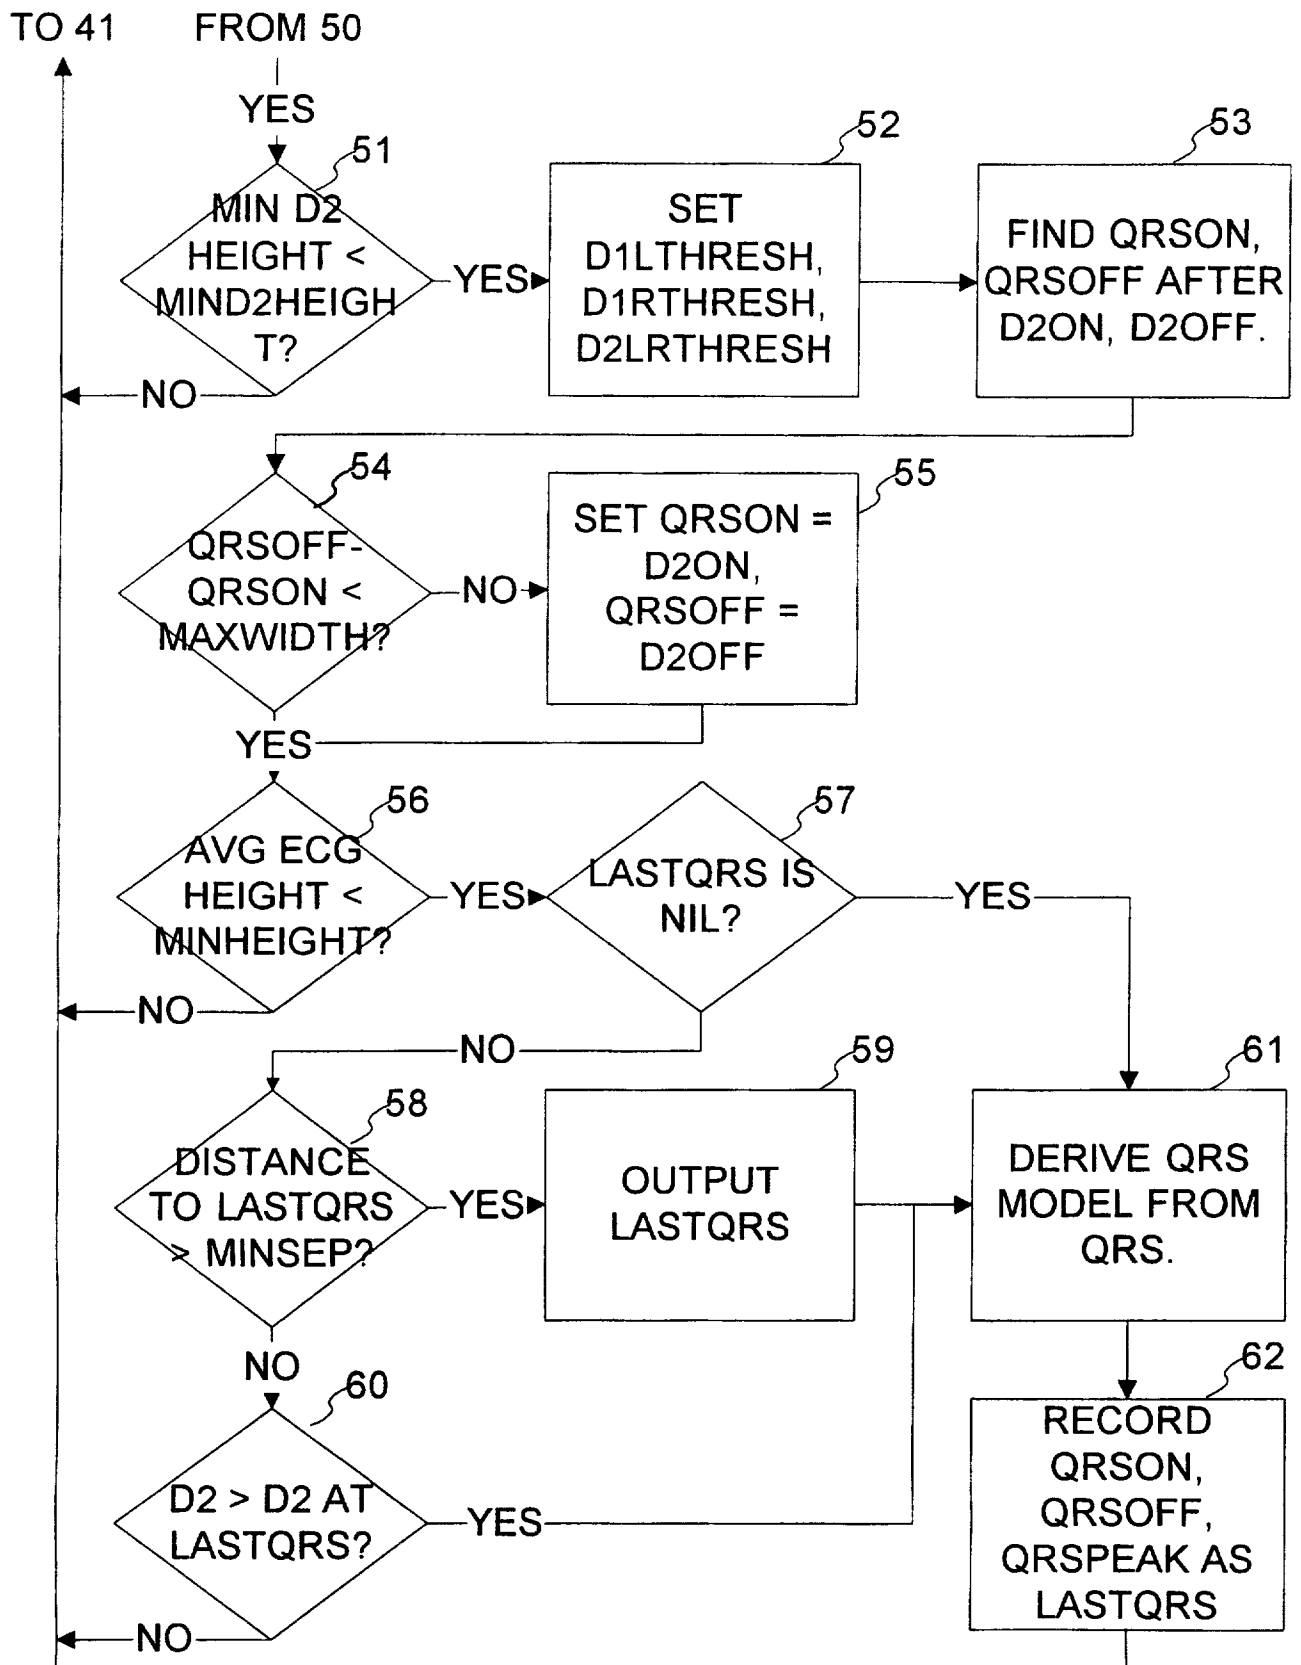 TO 41
FROM 50
YES
51
MIN D2
HEIGHT <
MIND2HEIGH
T?
YES
NO
52
SET
D1LTHRESH,
D1RTHRESH,
D2LRTHRESH
53
FIND QRSON,
QRSOFF AFTER
D2ON, D2OFF.
54
QRSOFF-
QRSON <
MAXWIDTH?
NO
YES
55
SET QRSON =
D2ON,
QRSOFF =
D2OFF
56
AVG ECG
HEIGHT <
MINHEIGHT?
YES
NO
57
LASTQRS IS
NIL?
YES
NO
58
DISTANCE
TO LASTQRS
> MINSEP?
YES
NO
59
OUTPUT
LASTQRS
60
D2 > D2 AT
LASTQRS?
YES
NO
61
DERIVE QRS
MODEL FROM
QRS.
62
RECORD
QRSON,
QRSOFF,
QRSPEAK AS
LASTQRS